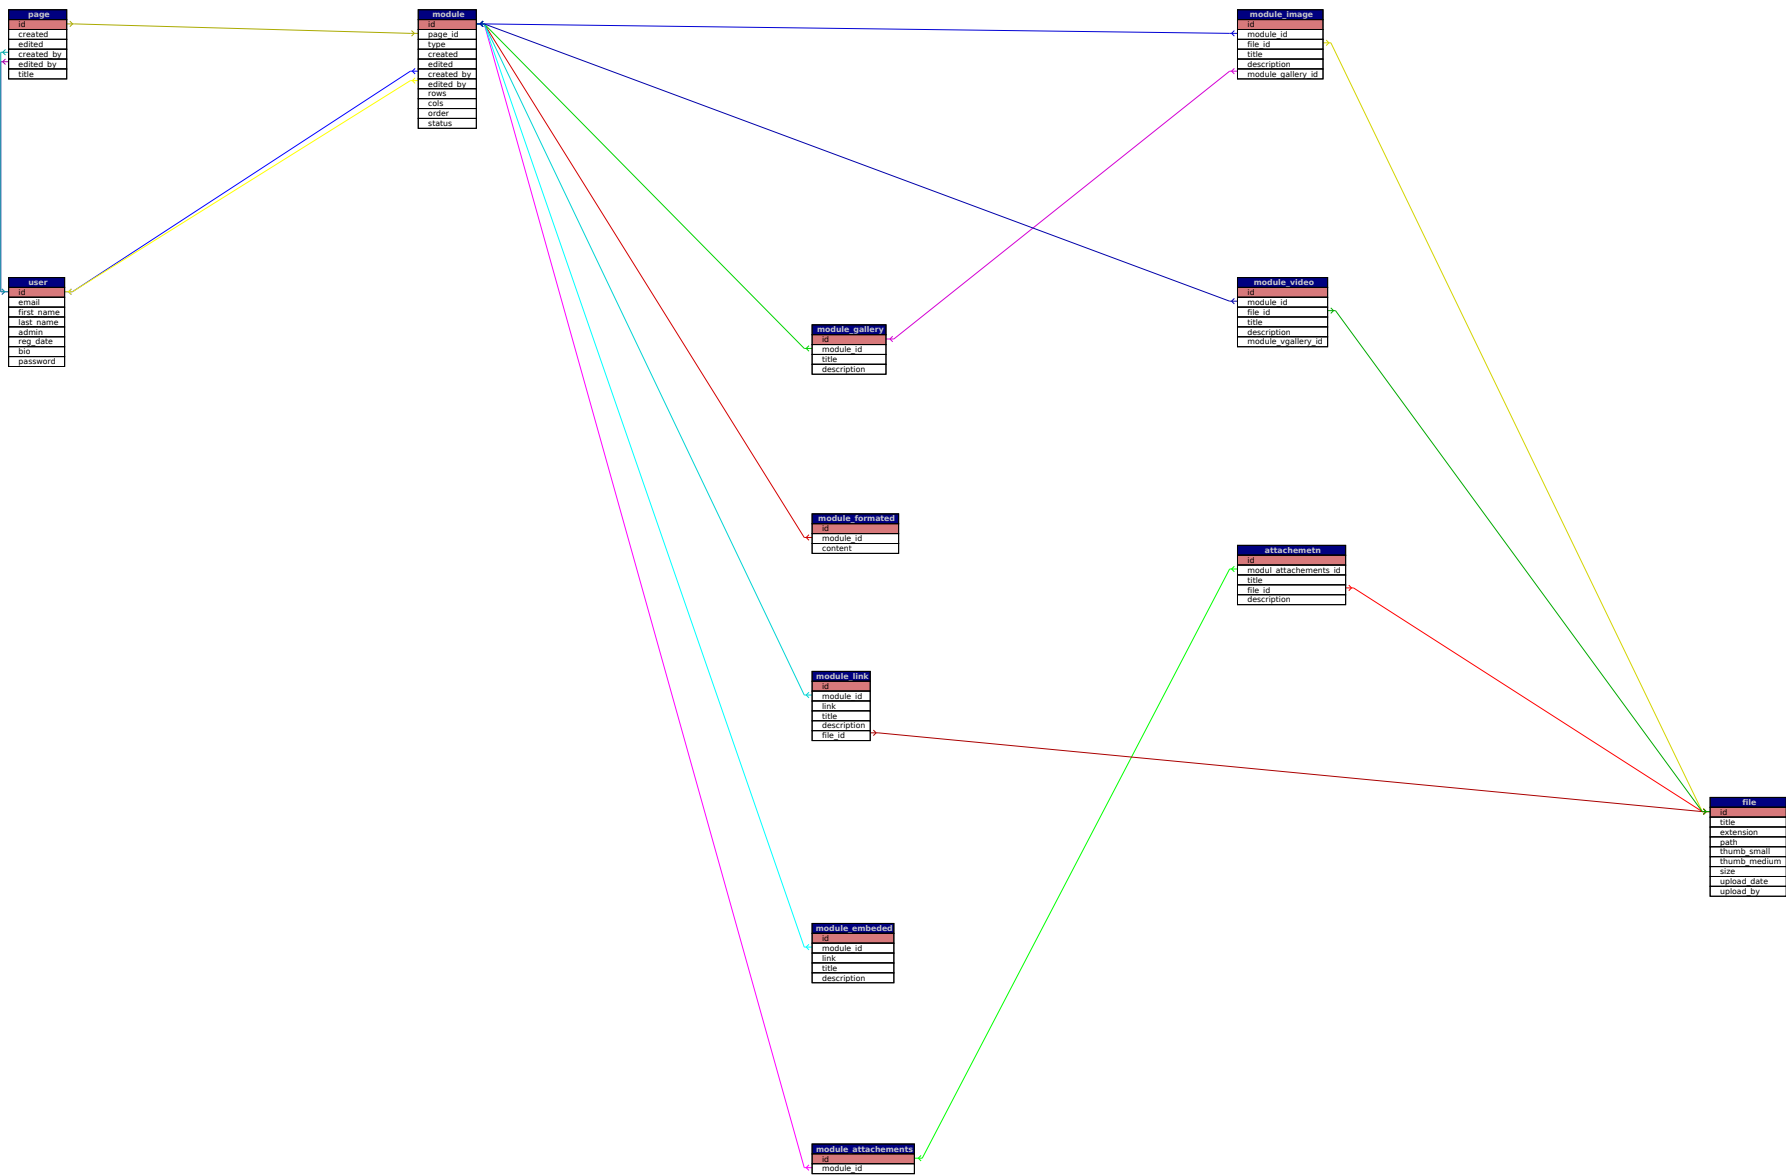 page
id
created
edited
created_by
edited_by
title
module
id
page_id
type
created
edited
created_by
edited_by
rows
cols
order
status
module_image
id
module_id
file_id
title
description
module_gallery_id
user
id
email
first_name
last_name
admin
reg_date
bio
password
module_gallery
id
module_id
title
description
module_video
id
module_id
file_id
title
description
module_vgallery_id
module_formated
id
module_id
content
attachemetn
id
modul_attachements_id
title
file_id
description
module_link
id
module_id
link
title
description
file_id
file
id
title
extension
path
thumb_small
thumb_medium
size
upload_date
upload_by
module_embeded
id
module_id
link
title
description
module_attachements
id
module_id